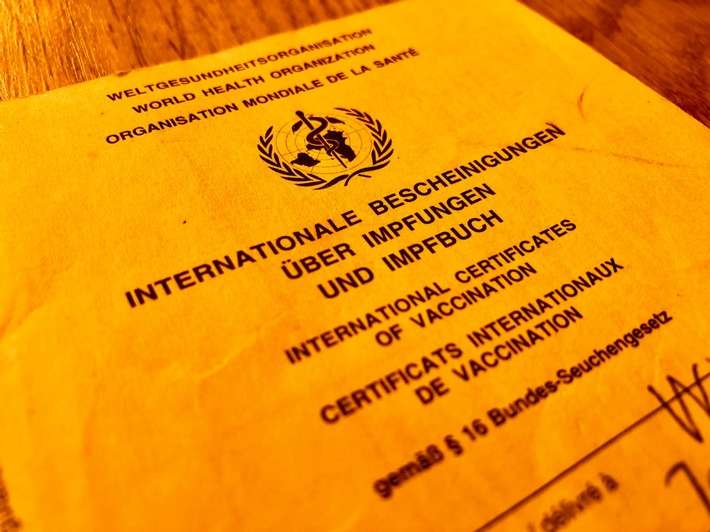 WELTGESUNDHEITSORGANISATION
WORLD HEALTH ORGANIZATION
ORGANISATION MONDIALE DE LA SANTÉ
INTERNATIONALE BESCHEINIGUNGEN
ÜBER IMPFUNGEN
UND IMPFBUCH
INTERNATIONAL CERTIFICATES
OF VACCINATION
CERTIFICATS INTERNATIONAUX
DE VACCINATION
gemäß § 16 Bundes-Seuchengesetz
délivré à